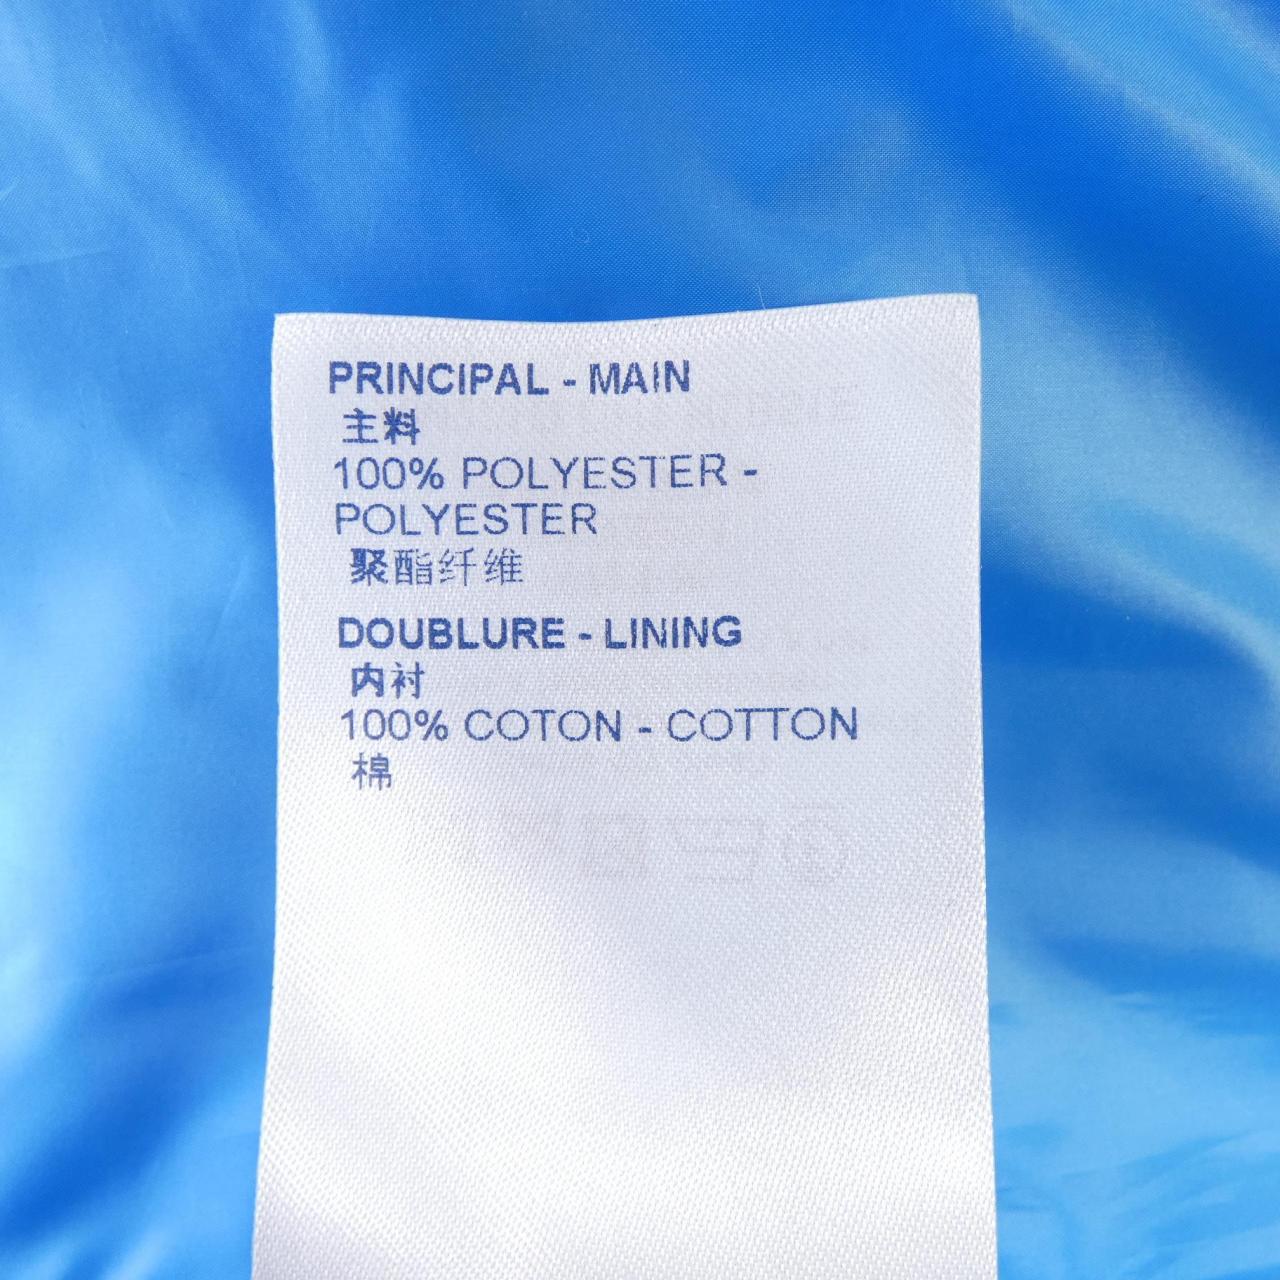 PRINCIPAL - MAIN
主料
100% POLYESTER -
POLYESTER
聚酯纤维
DOUBLURE - LINING
内衬
100% COTON - COTTON
棉